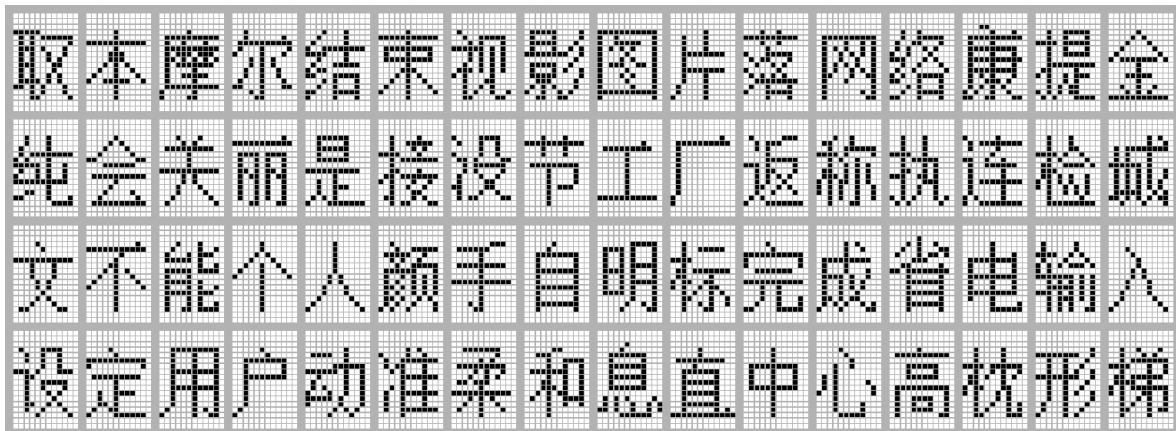 取本摩尔结束视影图片落网络康提金
纯会关丽是接设节工厂返称执连检城
文不能个人颜手自明标完成省电输入
设定用户动准柔和息直中心高枕形梯